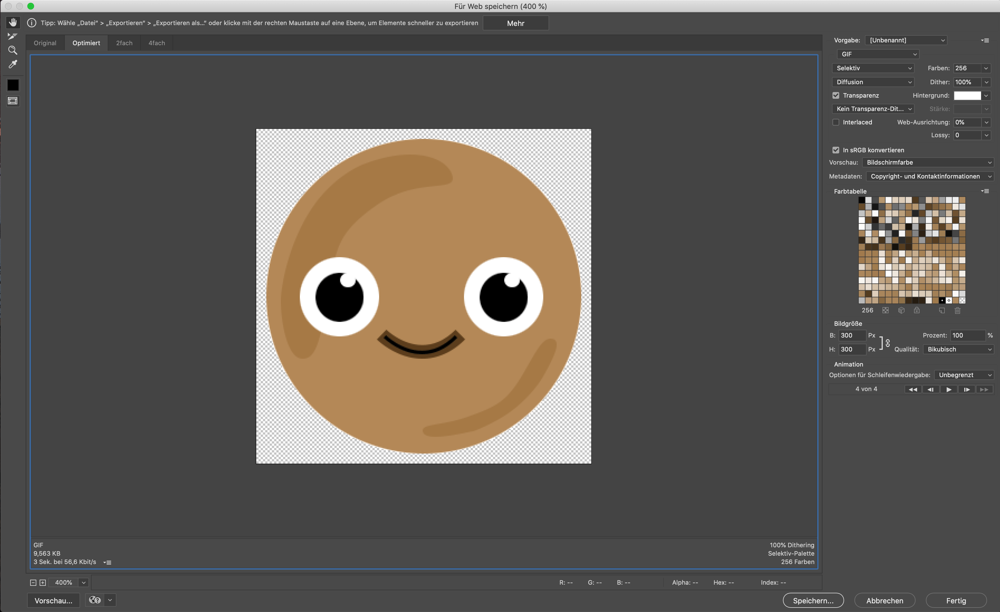 Für Web speichern (400 %)
Tipp: Wähle „Datei“ > „Exportieren“ > „Exportieren als...“ oder klicke mit der rechten Maustaste auf eine Ebene, um Elemente schneller zu exportieren
Mehr
Original
Optimiert
2fach
4fach
Vorgabe: [Unbenannt]
GIF
Selektiv
Farben: 256
Diffusion
Dither: 100%
Transparenz
Hintergrund:
Kein Transparenz-Dit...
Stärke:
Interlaced
Web-Ausrichtung: 0%
Lossy: 0
In sRGB konvertieren
Vorschau: Bildschirmfarbe
Metadaten: Copyright- und Kontaktinformationen
Farbtabelle
256
Bildgröße
B: 300 Px
Prozent: 100 %
H: 300 Px
Qualität: Bikubisch
Animation
Optionen für Schleifenwiedergabe: Unbegrenzt
4 von 4
GIF
9,563 KB
3 Sek. bei 56,6 Kbit/s
100% Dithering
Selektiv-Palette
256 Farben
400%
R: --
G: --
B: --
Alpha: --
Hex: --
Index: --
Vorschau...
Speichern...
Abbrechen
Fertig